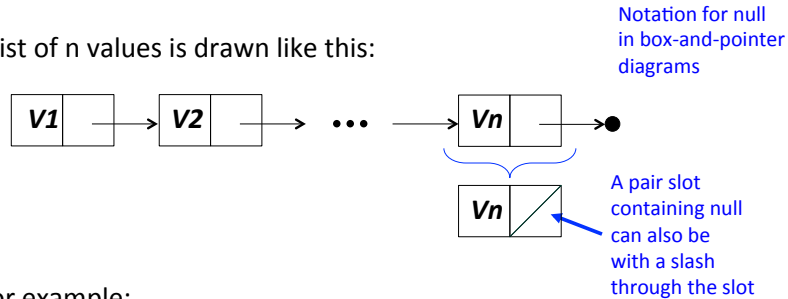 Notation for null
in box-and-pointer
diagrams
ist of n values is drawn like this:
V1 V2 ••• Vn
Vn
A pair slot
containing null
can also be
with a slash
through the slot
or example: